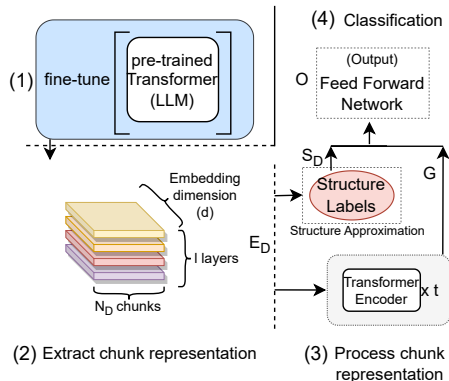 (1)
fine-tune
pre-trained
Transformer
(LLM)
(4) Classification
O
(Output)
Feed Forward
Network
S_D
G
Structure
Labels
Structure Approximation
Embedding
dimension
(d)
l layers
N_D chunks
E_D
Transformer
Encoder
x t
(2) Extract chunk representation
(3) Process chunk
representation